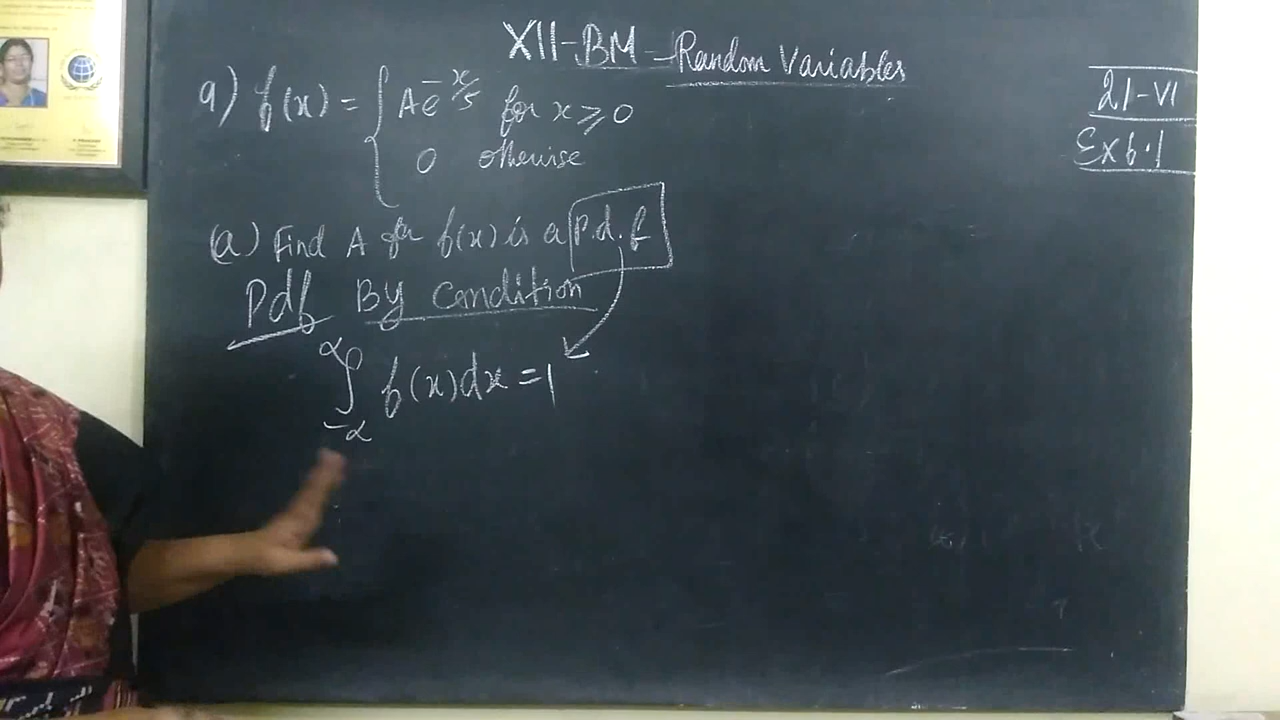 XII-BM-Random Variables
21-VI
Ex 6.1
9) f(x) = { Ae^{-x/5} for x ⩾ 0
0 otherwise
(a) Find A for f(x) is a P.d.f
Pdf By Condition
∫_{-∞}^{∞} f(x)dx = 1